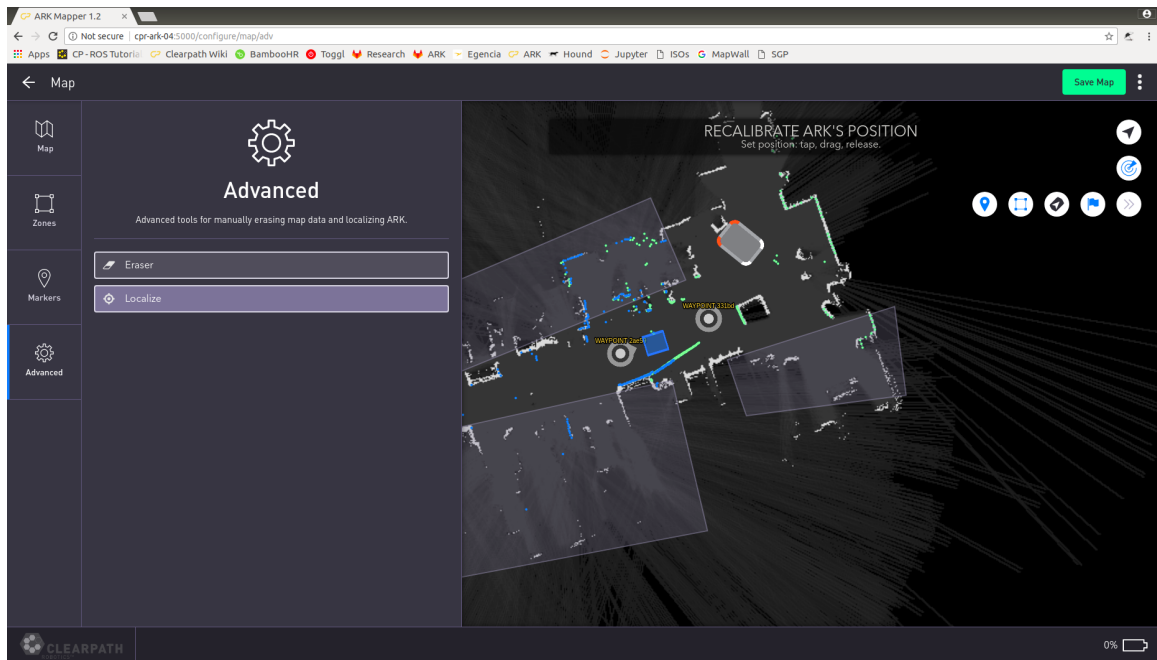 ARK Mapper 1.2
Not secure | cpr-ark-04:5000/configure/map/adv
Apps CP - ROS Tutorial Clearpath Wiki BambooHR Toggl Research ARK Egencia ARK Hound Jupyter ISOs MapWall SGP
Map
Save Map
Map
Zones
Markers
Advanced
Advanced
Advanced tools for manually erasing map data and localizing ARK.
Eraser
Localize
RECALIBRATE ARK'S POSITION
Set position: tap, drag, release.
WAYPOINT 331bd
WAYPOINT 2ae5
CLEARPATH
0%